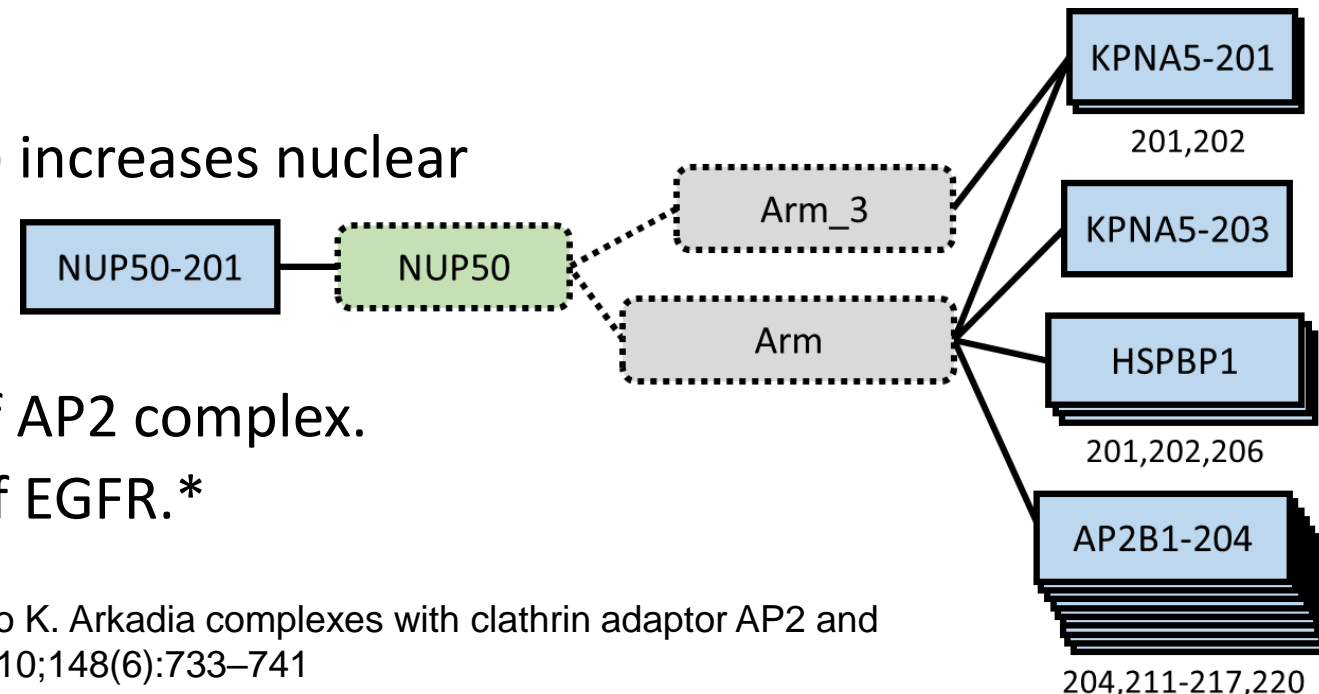 increases nuclear
AP2 complex.
EGFR.*
K. Arkadia complexes with clathrin adaptor AP2 and
10;148(6):733–741
NUP50-201
NUP50
Arm_3
Arm
KPNA5-201
201,202
KPNA5-203
HSPBP1
201,202,206
AP2B1-204
204,211-217,220